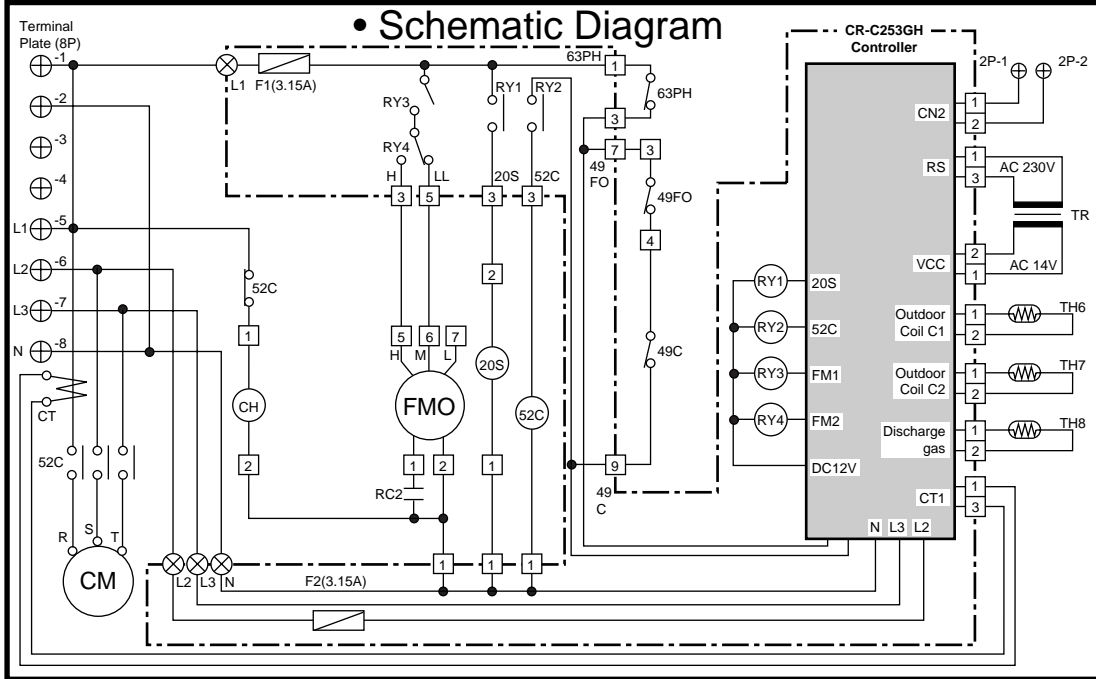 • Schematic Diagram
Terminal
Plate (8P)
-1
-2
-3
-4
L1 -5
L2 -6
L3 -7
N -8
CT
52C
R
S
T
CM
L1
F1(3.15A)
52C
1
CH
2
L2
L3
N
F2(3.15A)
RY3
RY4
H
LL
3
5
5
6
7
H
M
L
FMO
1
2
RC2
1
RY1
20S
3
2
20S
1
1
RY2
52C
3
52C
1
63PH
1
63PH
3
7
3
49
FO
49FO
4
49C
9
49
C
CR-C253GH
Controller
RY1
20S
RY2
52C
RY3
FM1
RY4
FM2
DC12V
N
L3
L2
2P-1
2P-2
CN2
1
2
RS
1
3
AC 230V
TR
VCC
2
1
AC 14V
Outdoor
Coil C1
1
2
TH6
Outdoor
Coil C2
1
2
TH7
Discharge
gas
1
2
TH8
CT1
1
3